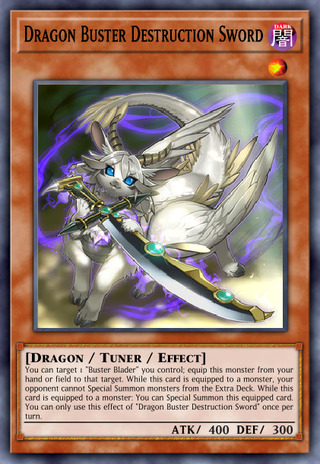 Dragon Buster Destruction Sword
DARK
闇
[Dragon / Tuner / Effect]
You can target 1 "Buster Blader" you control; equip this monster from your
hand or field to that target. While this card is equipped to a monster, your
opponent cannot Special Summon monsters from the Extra Deck. While this
card is equipped to a monster: You can Special Summon this equipped card.
You can only use this effect of "Dragon Buster Destruction Sword" once per
turn.
ATK/ 400 DEF/ 300